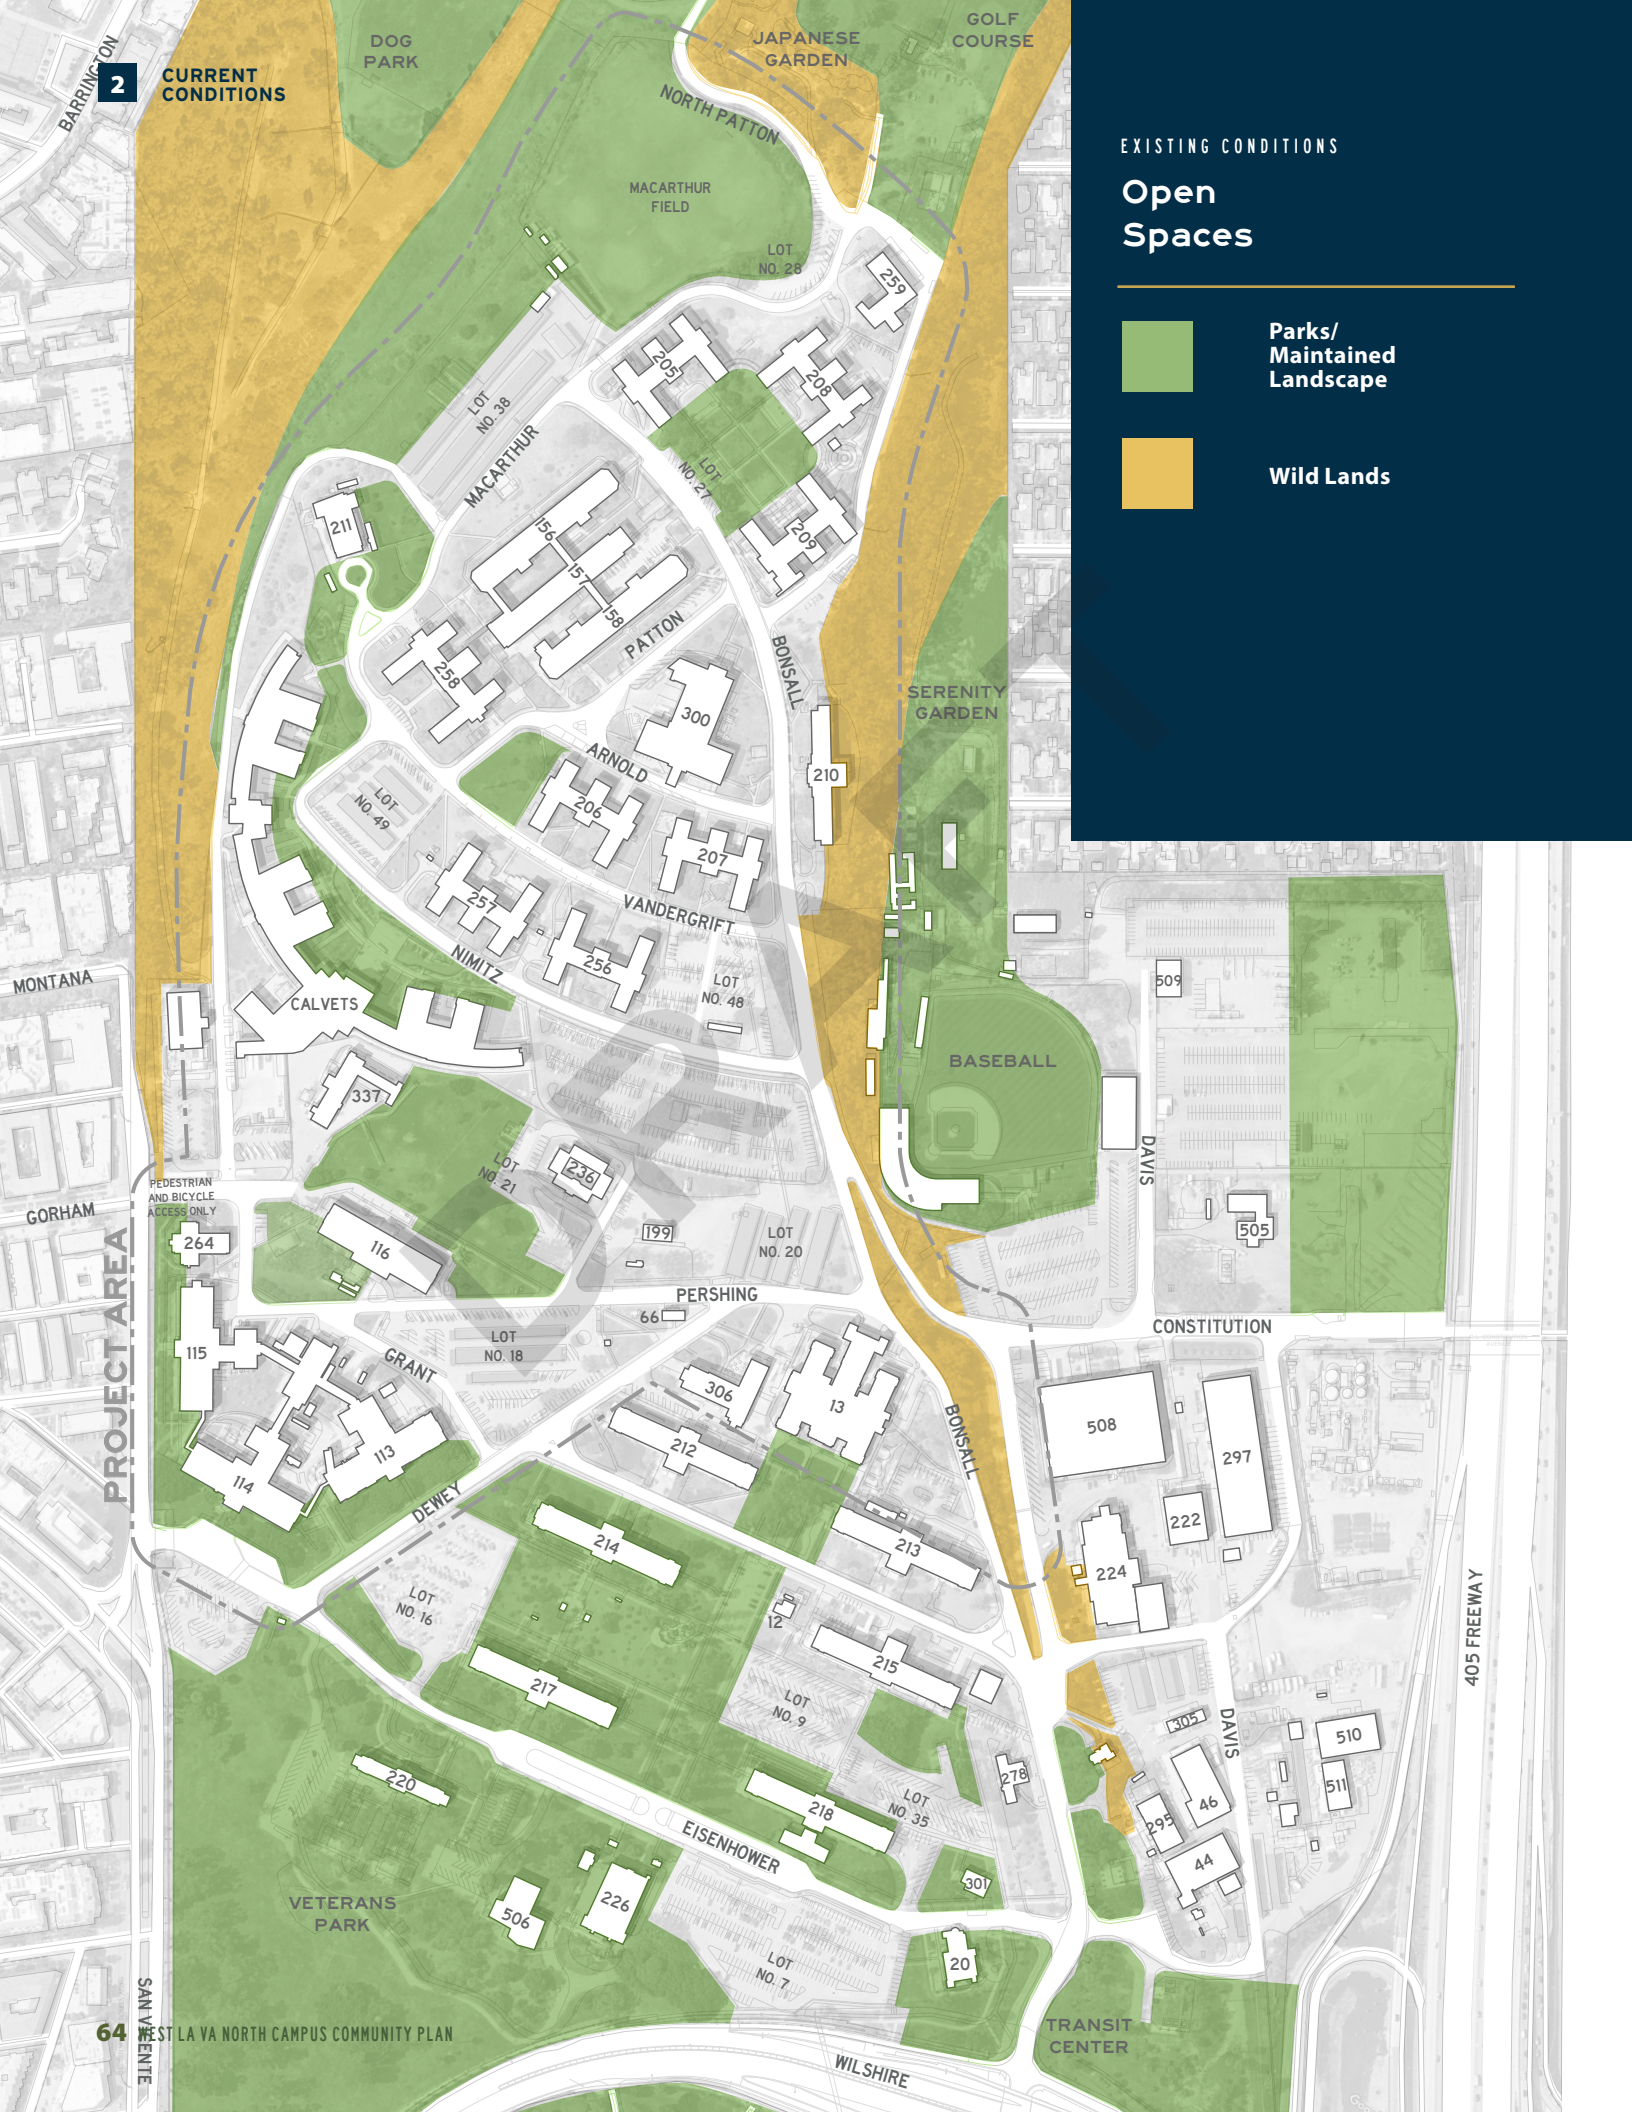 BARRINGTON
2
CURRENT
CONDITIONS
DOG
PARK
JAPANESE
GARDEN
GOLF
COURSE
NORTH PATTON
EXISTING CONDITIONS
Open
Spaces
Parks/
Maintained
Landscape
Wild Lands
MACARTHUR
FIELD
LOT
NO. 28
259
205
208
LOT
NO. 38
MACARTHUR
LOT
NO. 27
209
211
156
157
158
PATTON
258
BONSALL
300
SERENITY
GARDEN
ARNOLD
210
LOT
NO. 49
206
207
257
VANDERGRIFT
256
NIMITZ
LOT
NO. 48
MONTANA
CALVETS
509
BASEBALL
337
DAVIS
LOT
NO. 21
236
PEDESTRIAN
AND BICYCLE
ACCESS ONLY
GORHAM
264
116
199
LOT
NO. 20
505
PROJECT AREA
PERSHING
66
CONSTITUTION
115
GRANT
LOT
NO. 18
306
13
BONSALL
508
297
212
113
114
DEWEY
222
214
213
224
LOT
NO. 16
12
405 FREEWAY
215
217
LOT
NO. 9
305
DAVIS
510
278
220
218
LOT
NO. 35
511
46
295
EISENHOWER
44
301
VETERANS
PARK
506
226
20
LOT
NO. 7
SAN VICENTE
TRANSIT
CENTER
64 WEST LA VA NORTH CAMPUS COMMUNITY PLAN
WILSHIRE
DRAFT